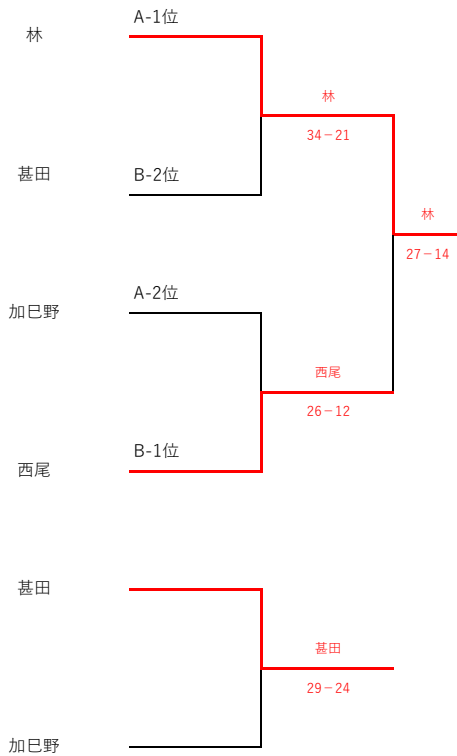 A-1位
林
林
34－21
甚田
B-2位
林
27－14
A-2位
加巳野
西尾
26－12
B-1位
西尾
甚田
甚田
29－24
加巳野